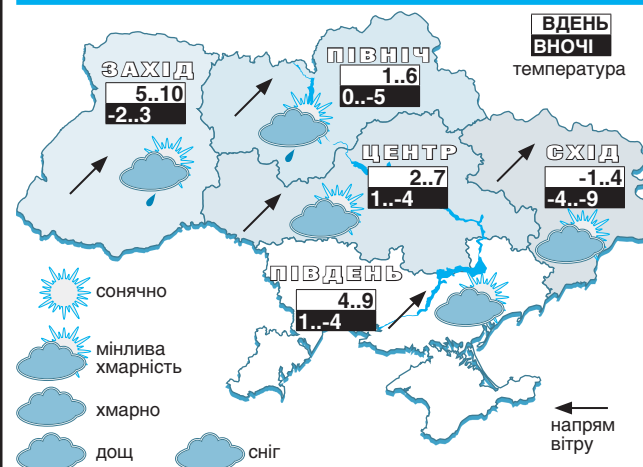 ВДЕНЬ
ВНОЧІ
температура
ЗАХІД
5..10
-2..3
ПІВНІЧ
1..6
0..-5
ЦЕНТР
2..7
1..-4
СХІД
-1..4
-4..-9
ПІВДЕНЬ
4..9
1..-4
сонячно
мінлива
хмарність
хмарно
дощ
сніг
напрям
вітру